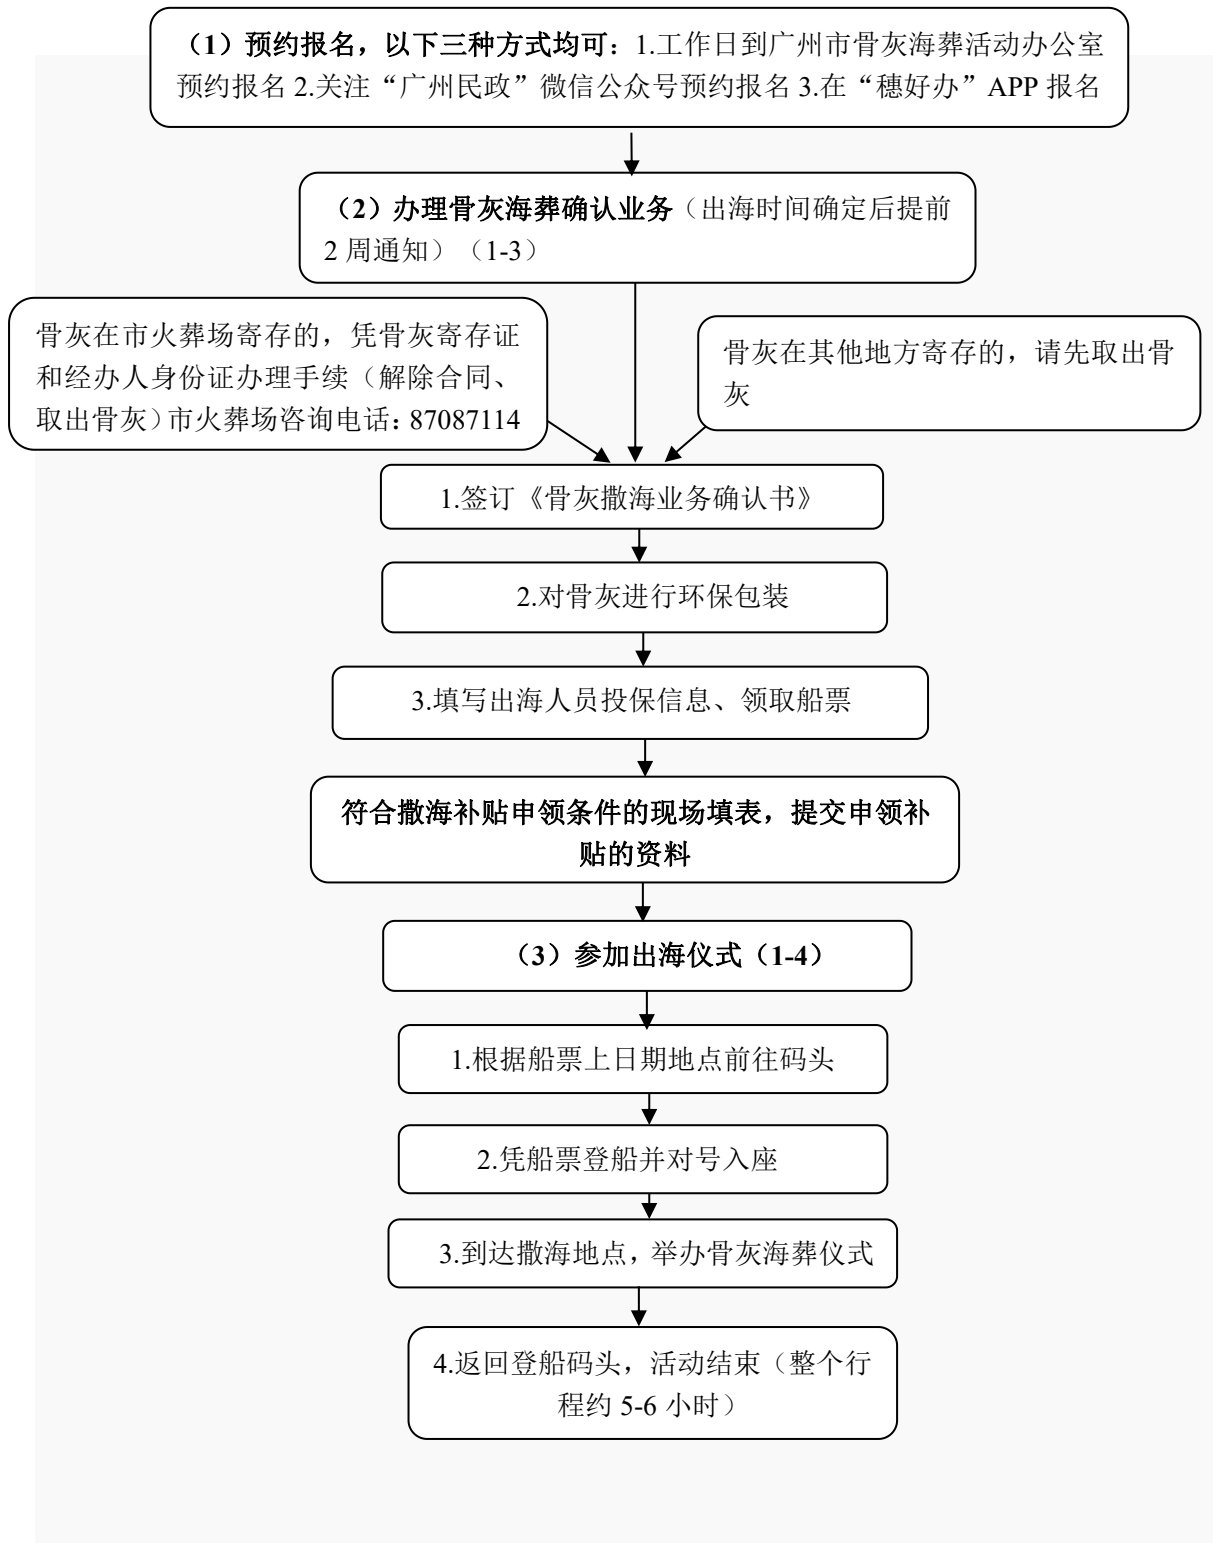 （1）预约报名，以下三种方式均可：1.工作日到广州市骨灰海葬活动办公室
预约报名 2.关注“广州民政”微信公众号预约报名 3.在“穗好办”APP 报名
（2）办理骨灰海葬确认业务（出海时间确定后提前
2 周通知）（1-3）
骨灰在市火葬场寄存的，凭骨灰寄存证
和经办人身份证办理手续（解除合同、
取出骨灰）市火葬场咨询电话：87087114
骨灰在其他地方寄存的，请先取出骨
灰
1.签订《骨灰撒海业务确认书》
2.对骨灰进行环保包装
3.填写出海人员投保信息、领取船票
符合撒海补贴申领条件的现场填表，提交申领补
贴的资料
（3）参加出海仪式（1-4）
1.根据船票上日期地点前往码头
2.凭船票登船并对号入座
3.到达撒海地点，举办骨灰海葬仪式
4.返回登船码头，活动结束（整个行
程约 5-6 小时）